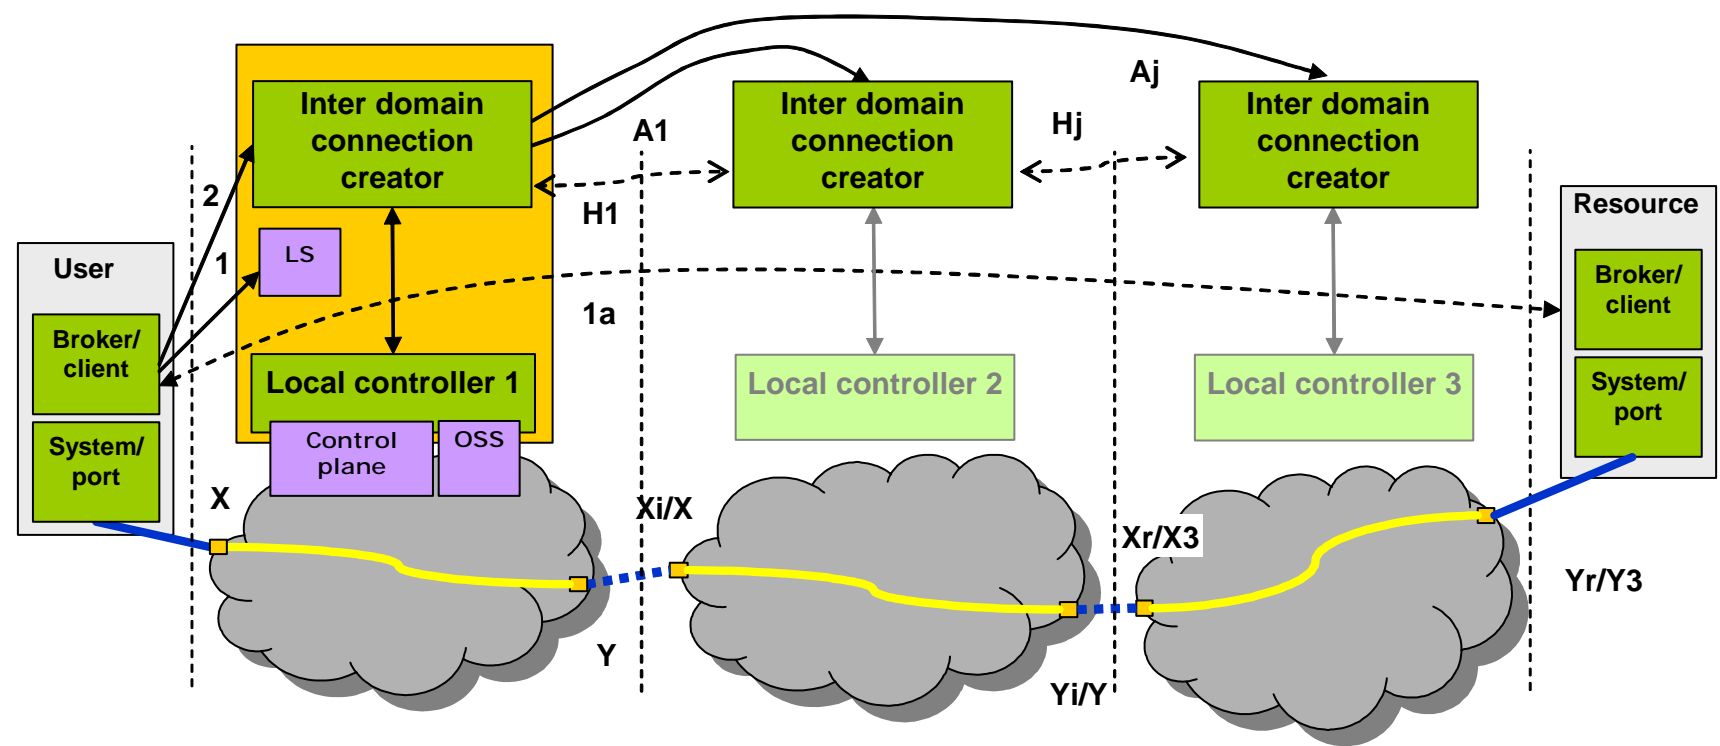 Inter domain
connection
creator
Inter domain
connection
creator
Aj
Inter domain
connection
creator
A1
Hj
2
H1
Resource
1
LS
User
Broker/
client
1a
Broker/
client
Local controller 1
Local controller 2
Local controller 3
System/
port
System/
port
Control
plane
OSS
X
Xi/X
Xr/X3
Yr/Y3
Y
Yi/Y